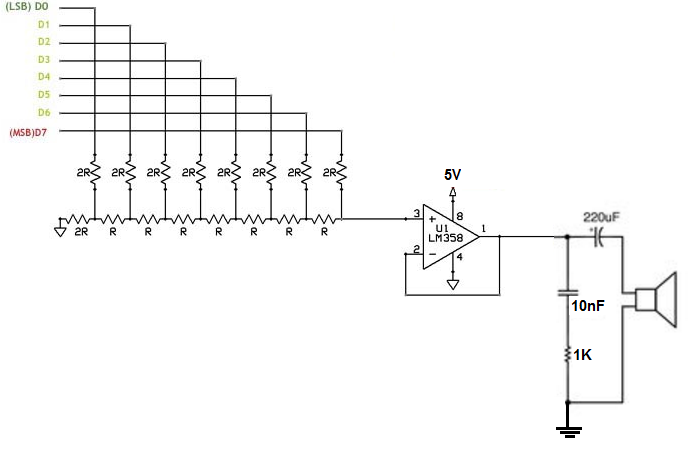 (LSB) D0
D1
D2
D3
D4
D5
D6
(MSB)D7
2R 2R 2R 2R 2R 2R 2R 2R
2R R R R R R R R
5V
3 + 8
U1 1
LM358
2 − 4
220uF
+
10nF
1K